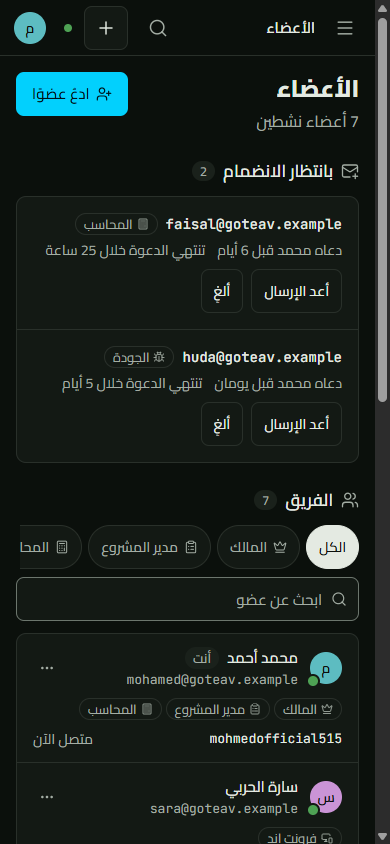 الأعضاء
م
الأعضاء
ادعُ عضوًا
7 أعضاء نشطين
بانتظار الانضمام 2
faisal@goteav.example المحاسب
دعاه محمد قبل 6 أيام تنتهي الدعوة خلال 25 ساعة
أعد الإرسال ألغِ
huda@goteav.example الجودة
دعاه محمد قبل يومان تنتهي الدعوة خلال 5 أيام
أعد الإرسال ألغِ
الفريق 7
الكل المالك مدير المشروع المحا
ابحث عن عضو
م محمد أحمد أنت
mohamed@goteav.example
المالك مدير المشروع المحاسب
mohmedofficial515 متصل الآن
س سارة الحربي
sara@goteav.example
فرونت اند